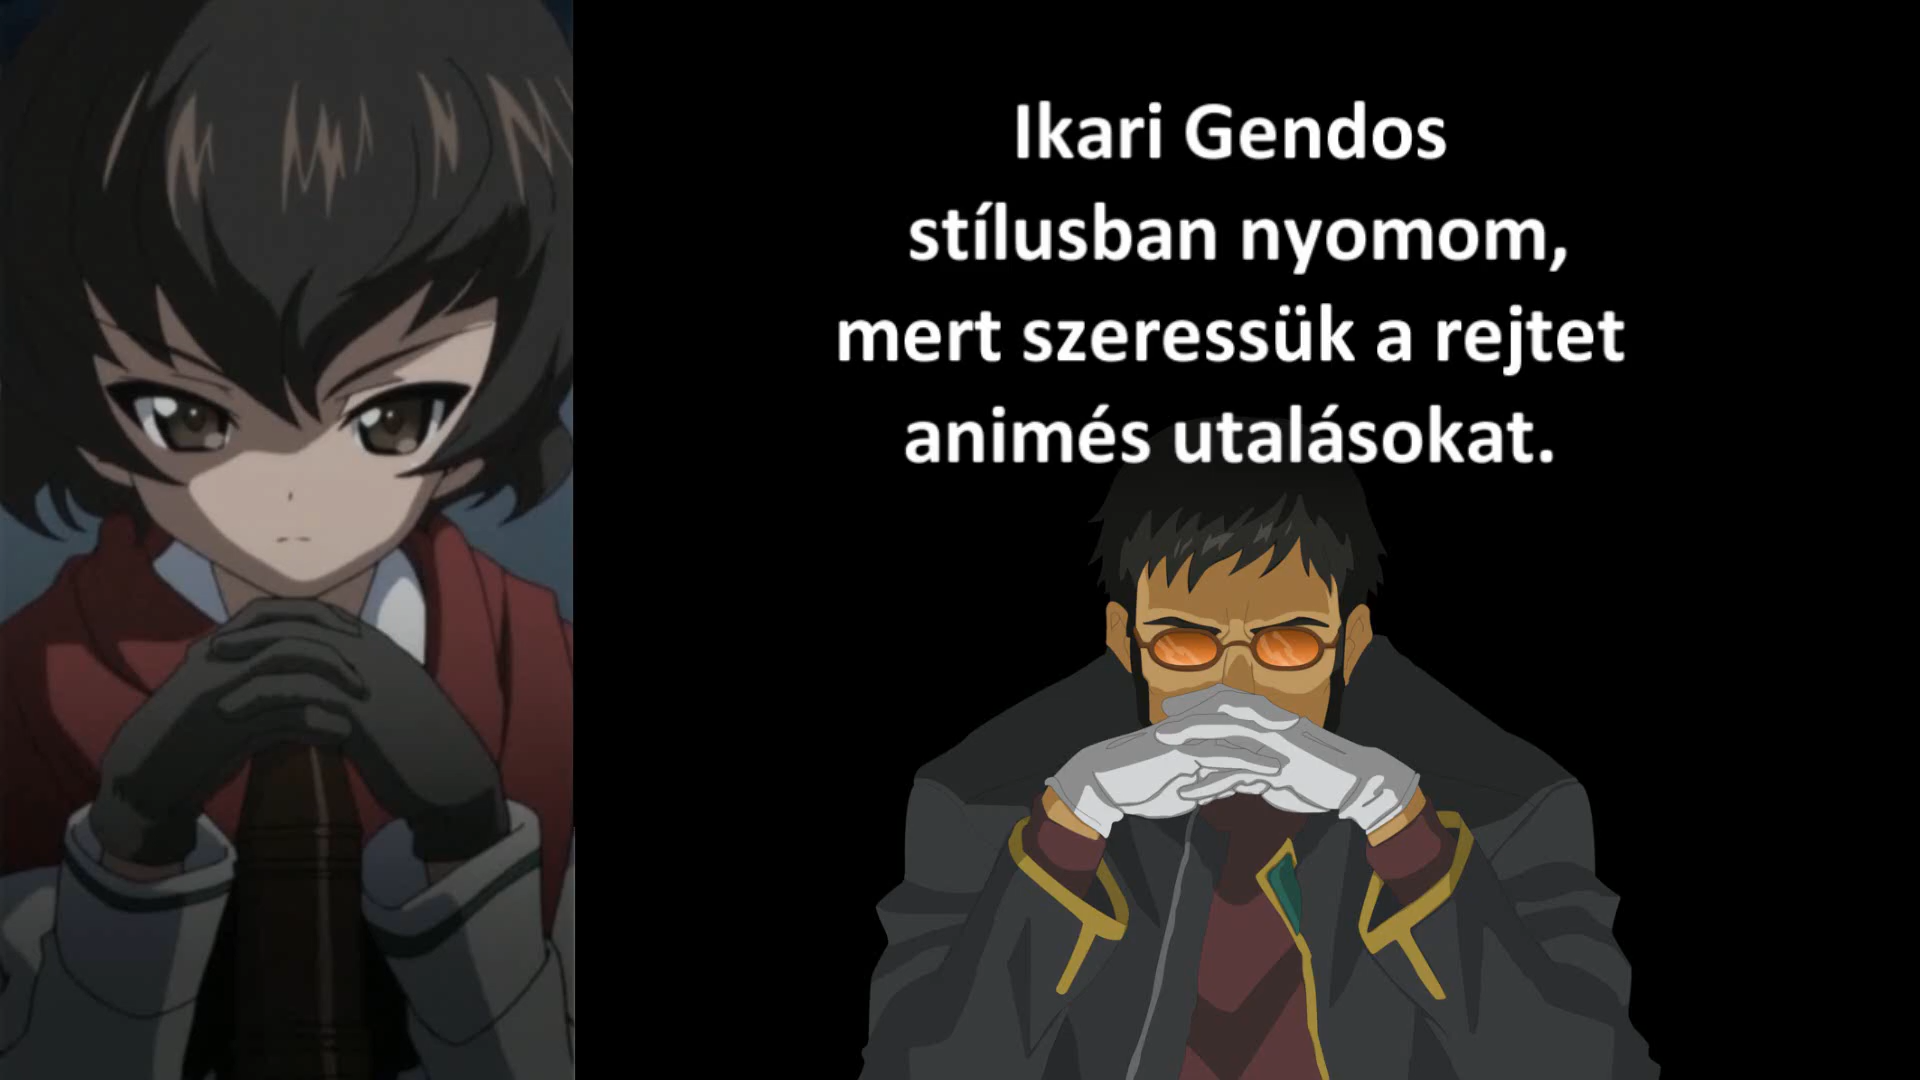 Ikari Gendos
stílusban nyomom,
mert szeressük a rejtet
animés utalásokat.